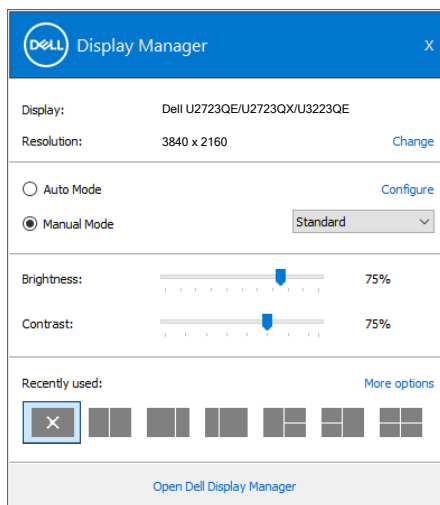 DELL Display Manager X
Display: Dell U2723QE/U2723QX/U3223QE
Resolution: 3840 x 2160 Change
Auto Mode Configure
Manual Mode Standard
Brightness: 75%
Contrast: 75%
Recently used: More options
Open Dell Display Manager